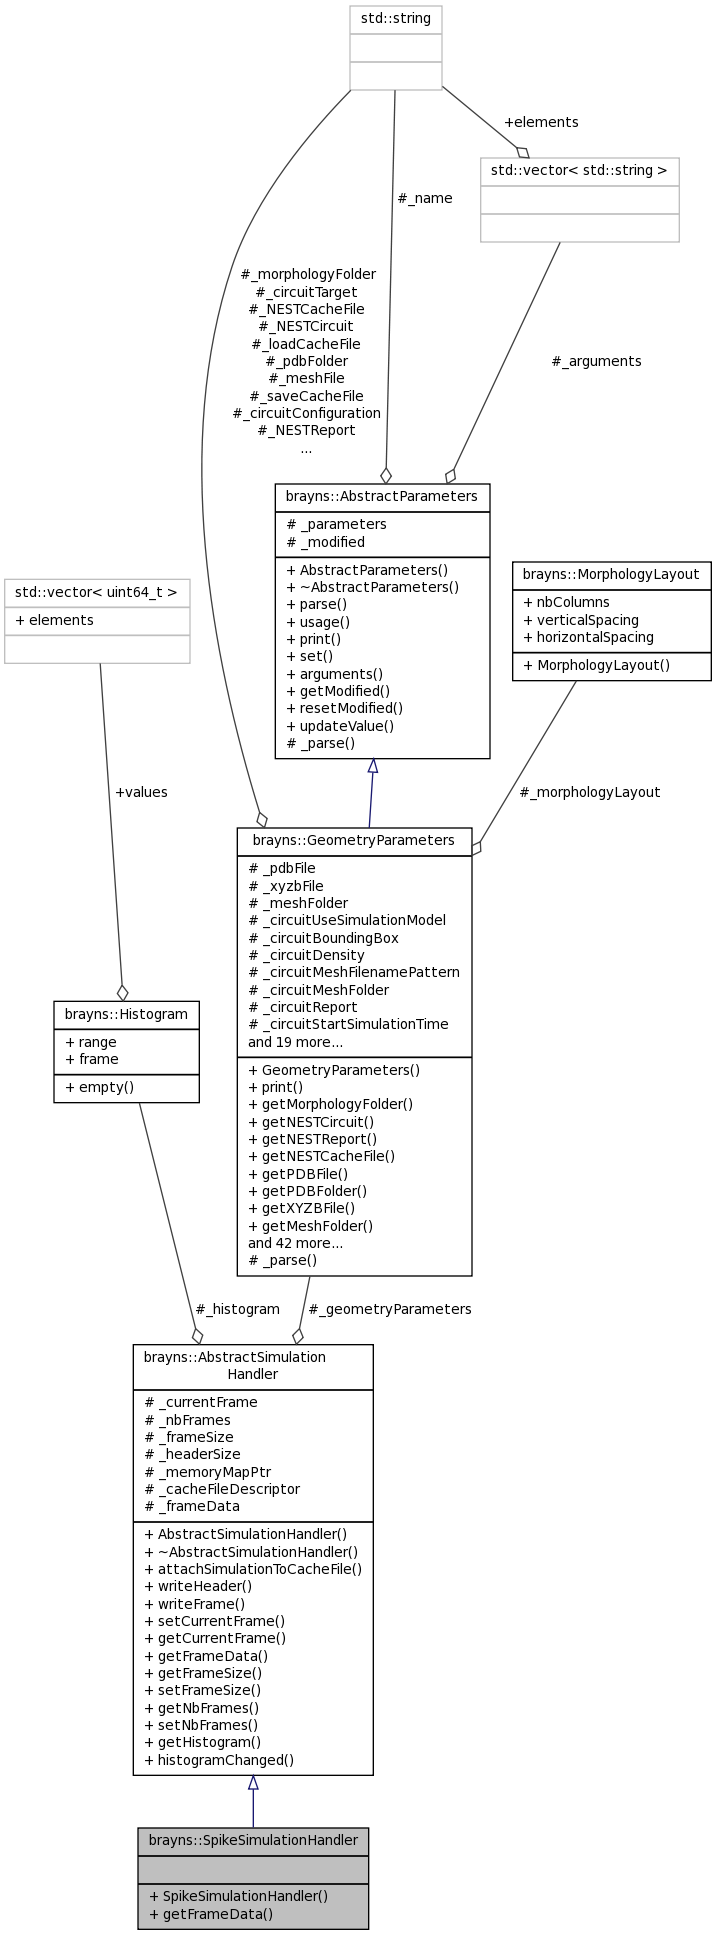 std::string
+elements
std::vector< std::string >
#_name
#_morphologyFolder
#_circuitTarget
#_NESTCacheFile
#_NESTCircuit
#_loadCacheFile
#_pdbFolder
#_meshFile
#_saveCacheFile
#_circuitConfiguration
#_NESTReport
...
#_arguments
brayns::AbstractParameters
# _parameters
# _modified
+ AbstractParameters()
+ ~AbstractParameters()
+ parse()
+ usage()
+ print()
+ set()
+ arguments()
+ getModified()
+ resetModified()
+ updateValue()
# _parse()
brayns::MorphologyLayout
+ nbColumns
+ verticalSpacing
+ horizontalSpacing
+ MorphologyLayout()
std::vector< uint64_t >
+ elements
+values
#_morphologyLayout
brayns::GeometryParameters
# _pdbFile
# _xyzbFile
# _meshFolder
# _circuitUseSimulationModel
# _circuitBoundingBox
# _circuitDensity
# _circuitMeshFilenamePattern
# _circuitMeshFolder
# _circuitReport
# _circuitStartSimulationTime
and 19 more...
+ GeometryParameters()
+ print()
+ getMorphologyFolder()
+ getNESTCircuit()
+ getNESTReport()
+ getNESTCacheFile()
+ getPDBFile()
+ getPDBFolder()
+ getXYZBFile()
+ getMeshFolder()
and 42 more...
# _parse()
brayns::Histogram
+ range
+ frame
+ empty()
#_histogram
#_geometryParameters
brayns::AbstractSimulation
Handler
# _currentFrame
# _nbFrames
# _frameSize
# _headerSize
# _memoryMapPtr
# _cacheFileDescriptor
# _frameData
+ AbstractSimulationHandler()
+ ~AbstractSimulationHandler()
+ attachSimulationToCacheFile()
+ writeHeader()
+ writeFrame()
+ setCurrentFrame()
+ getCurrentFrame()
+ getFrameData()
+ getFrameSize()
+ setFrameSize()
+ getNbFrames()
+ setNbFrames()
+ getHistogram()
+ histogramChanged()
brayns::SpikeSimulationHandler
+ SpikeSimulationHandler()
+ getFrameData()